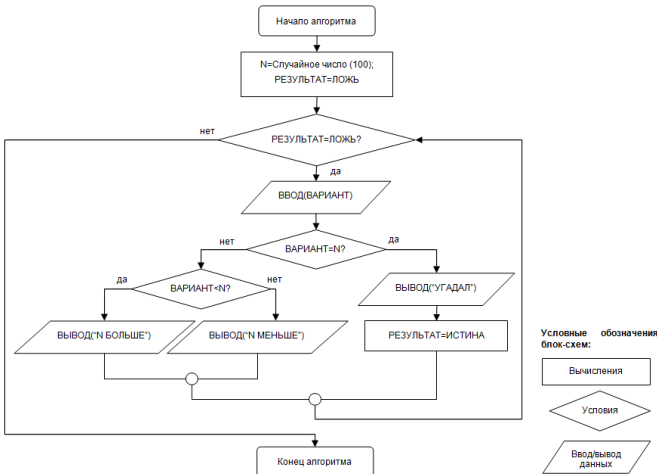 Начало алгоритма
N=Случайное число (100);
РЕЗУЛЬТАТ=ЛОЖЬ
нет
РЕЗУЛЬТАТ=ЛОЖЬ?
да
ВВОД(ВАРИАНТ)
нет
ВАРИАНТ=N?
да
да
ВАРИАНТ<N?
нет
ВЫВОД("УГАДАЛ")
ВЫВОД("N БОЛЬШЕ")
ВЫВОД("N МЕНЬШЕ")
РЕЗУЛЬТАТ=ИСТИНА
Конец алгоритма
Условные обозначения
блок-схем:
Вычисления
Условия
Ввод/вывод
данных